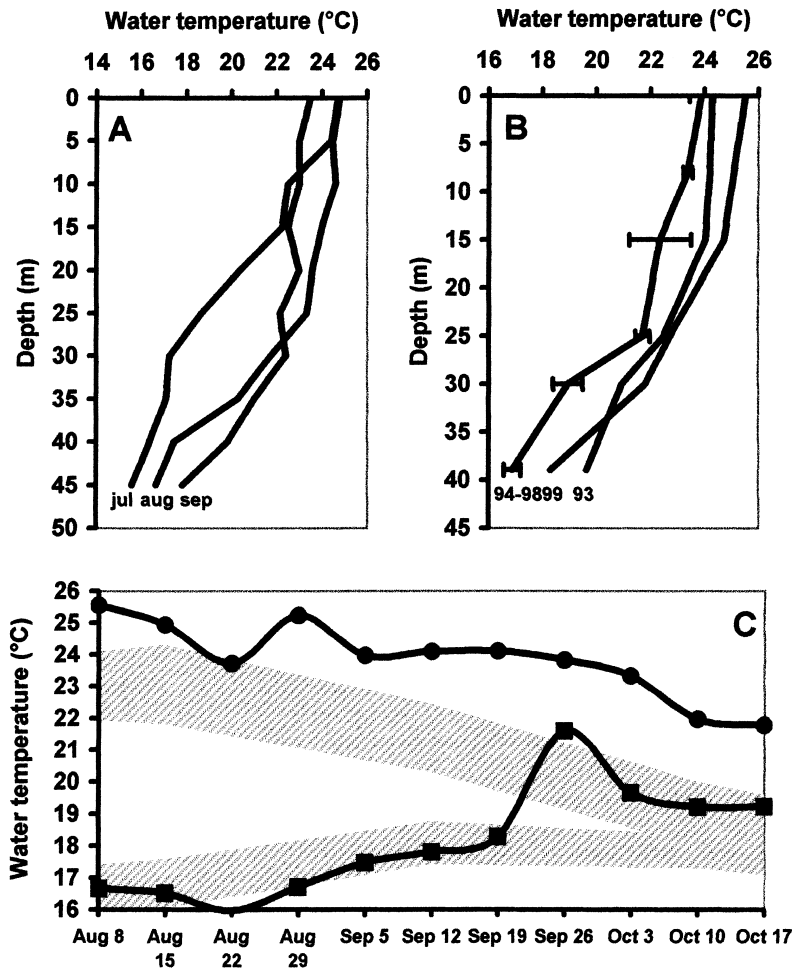 Water temperature (°C)
14 16 18 20 22 24 26
0
5
10
15
20
25
30
35
40
45
50
Depth (m)
A
jul aug sep
Water temperature (°C)
16 18 20 22 24 26
0
5
10
15
20
25
30
35
40
45
Depth (m)
B
94-9899 93
26
25
24
23
22
21
20
19
18
17
16
Water temperature (°C)
C
Aug 8 Aug Aug Aug Sep 5 Sep 12 Sep 19 Sep 26 Oct 3 Oct 10 Oct 17
15 22 29